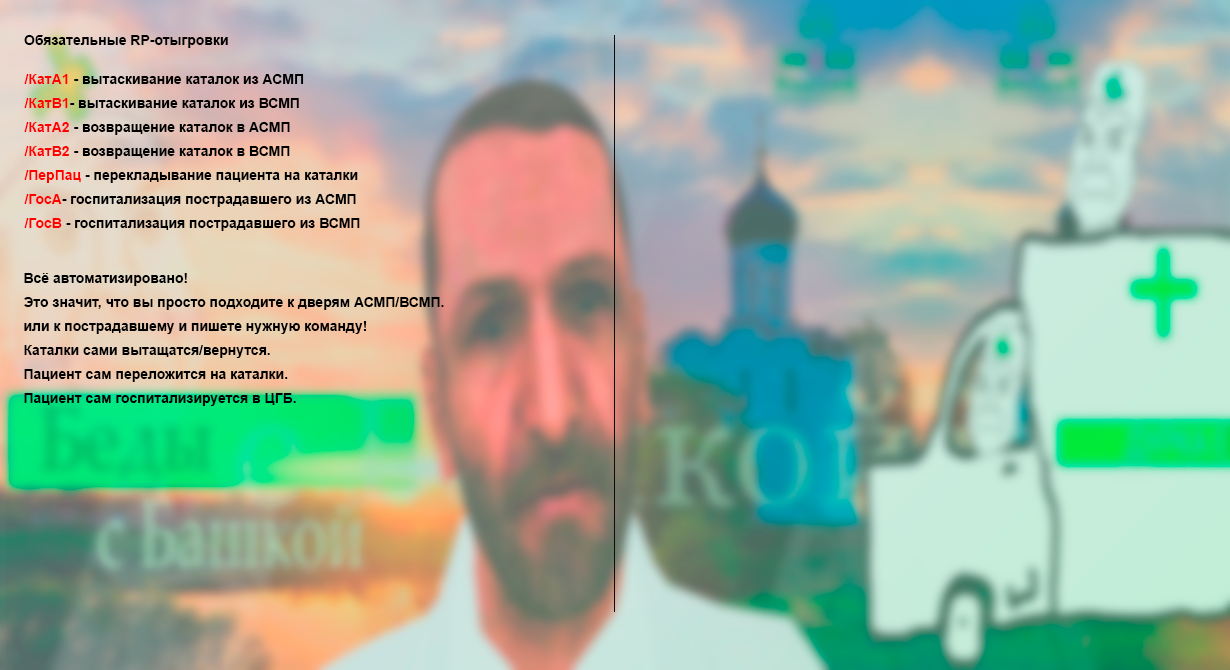 Обязательные RP-отыгровки
/КатА1 - вытаскивание каталок из АСМП
/КатВ1- вытаскивание каталок из ВСМП
/КатА2 - возвращение каталок в АСМП
/КатВ2 - возвращение каталок в ВСМП
/ПерПац - перекладывание пациента на каталки
/ГосА- госпитализация пострадавшего из АСМП
/ГосВ - госпитализация пострадавшего из ВСМП
Всё автоматизировано!
Это значит, что вы просто подходите к дверям АСМП/ВСМП.
или к пострадавшему и пишете нужную команду!
Каталки сами вытащатся/вернутся.
Пациент сам переложится на каталки.
Пациент сам госпитализируется в ЦГБ.
Беды
с Башкой